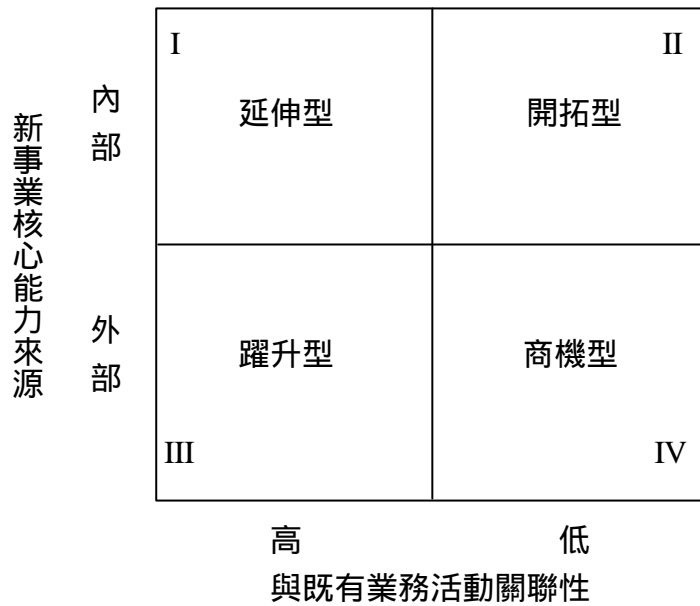 I
II
延伸型
開拓型
內部
新事業核心能力來源
外部
躍升型
商機型
III
IV
高
低
與既有業務活動關聯性